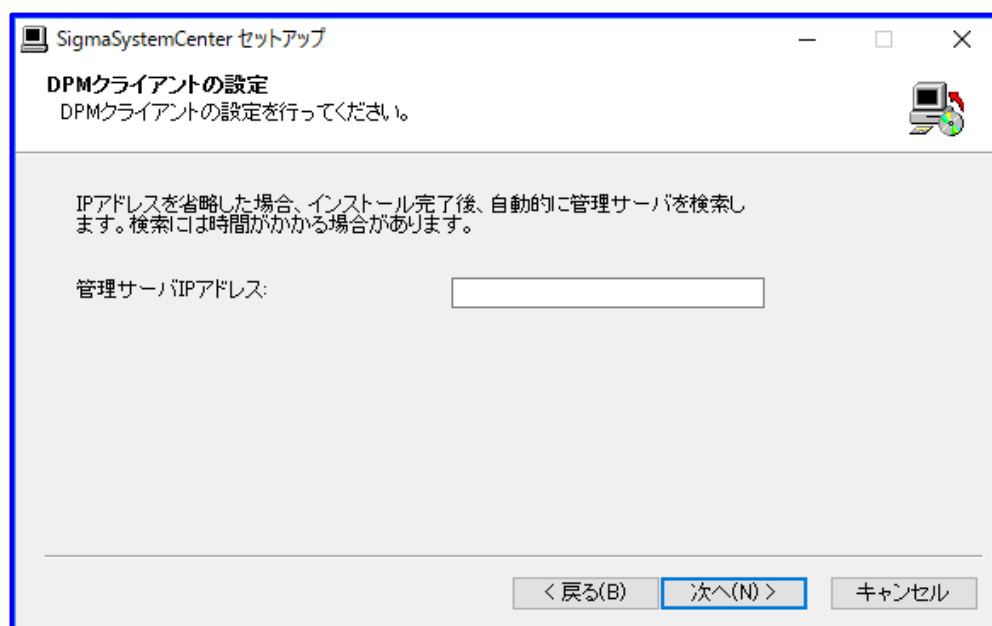 SigmaSystemCenter セットアップ
DPMクライアントの設定
DPMクライアントの設定を行ってください。
IPアドレスを省略した場合、インストール完了後、自動的に管理サーバを検索し
ます。検索には時間がかかる場合があります。
管理サーバIPアドレス:
< 戻る(B)
次へ(N) >
キャンセル